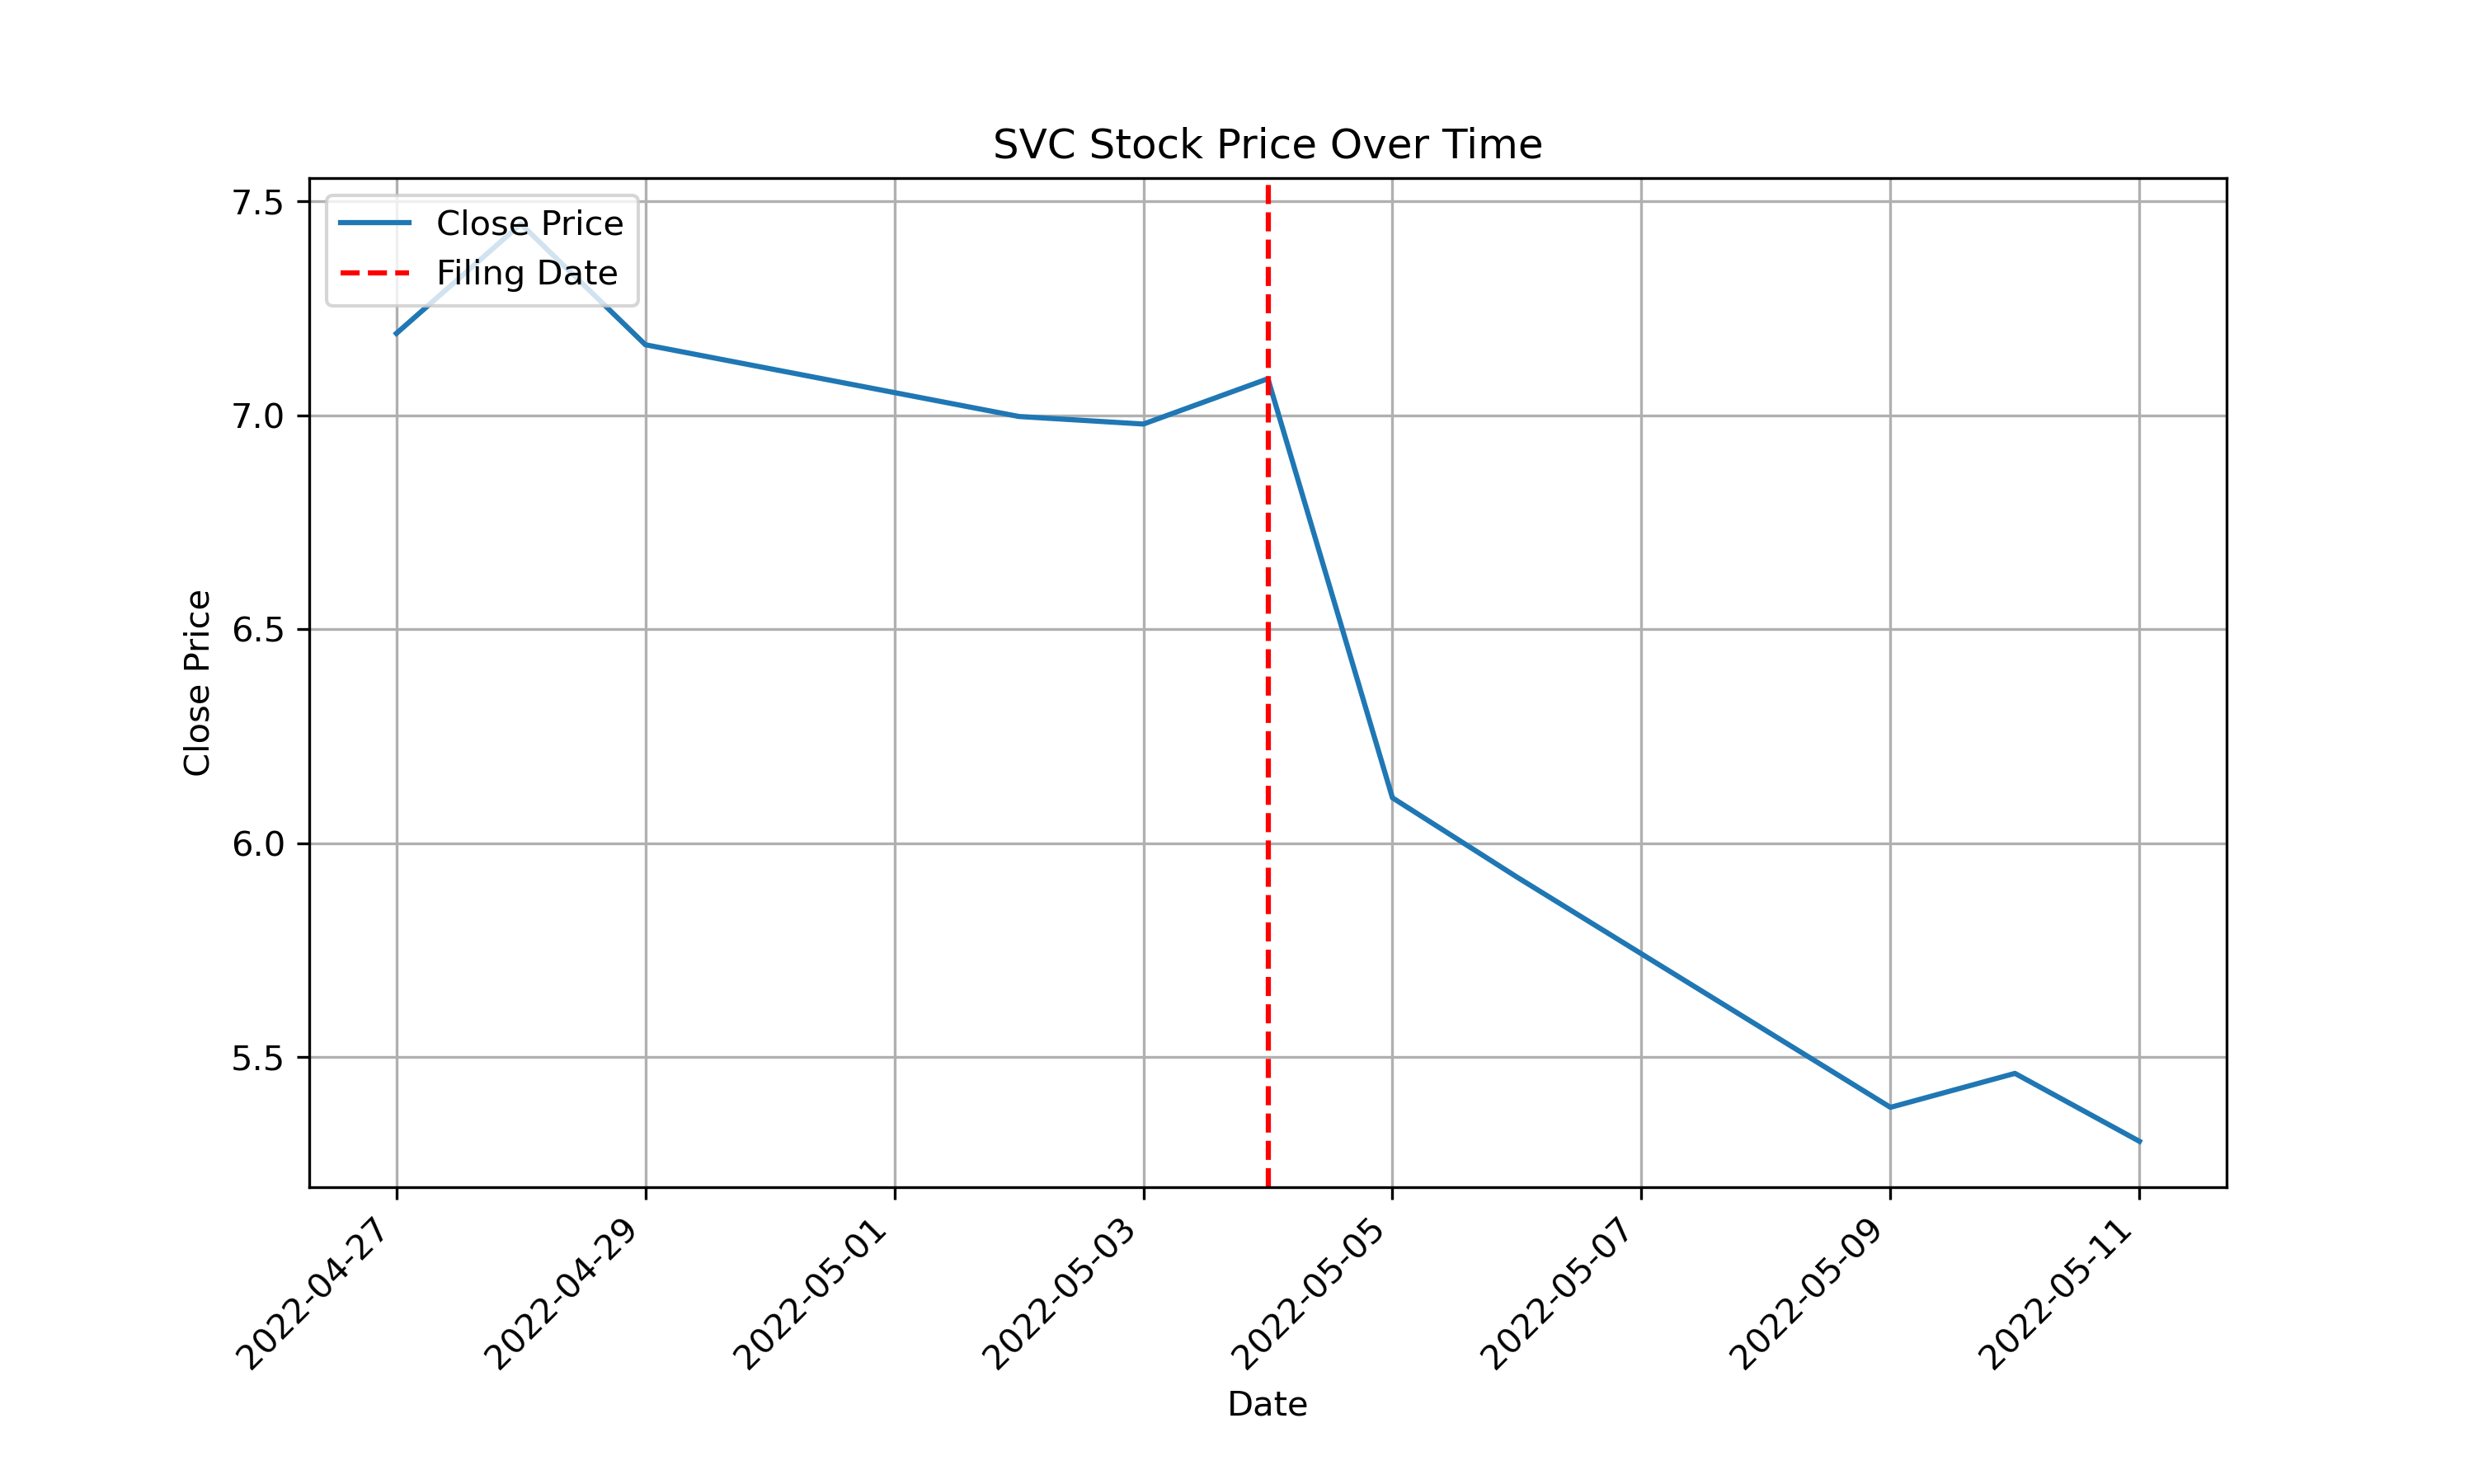 SVC Stock Price Over Time
Close Price
Filing Date
7.5
7.0
6.5
6.0
5.5
Close Price
2022-04-27
2022-04-29
2022-05-01
2022-05-03
2022-05-05
2022-05-07
2022-05-09
2022-05-11
Date